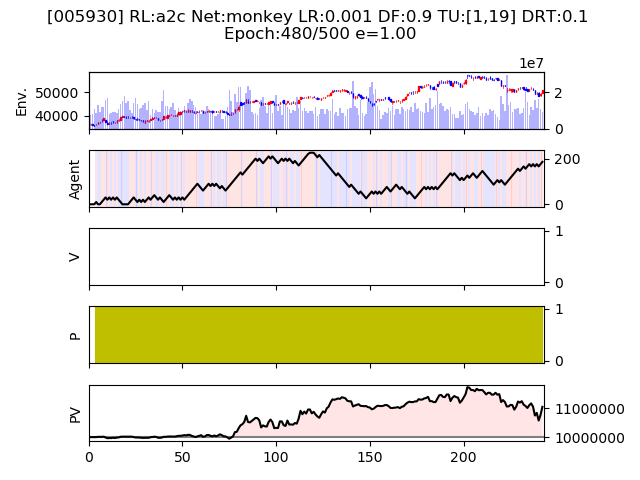 [005930] RL:a2c Net:monkey LR:0.001 DF:0.9 TU:[1,19] DRT:0.1
Epoch:480/500 e=1.00
1e7
Env.
50000
40000
2
0
Agent
200
0
V
1
0
P
1
0
PV
11000000
10000000
0 50 100 150 200